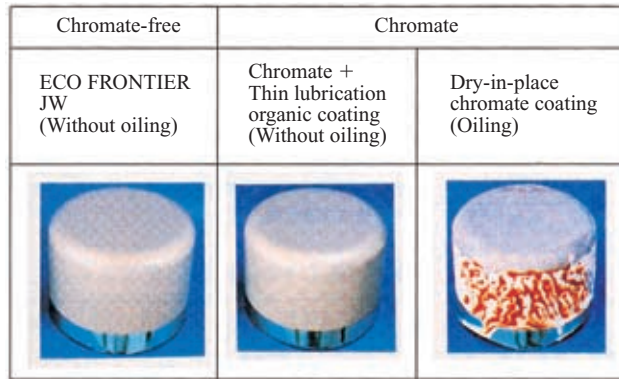 Chromate-free
Chromate
ECO FRONTIER
JW
(Without oiling)
Chromate +
Thin lubrication
organic coating
(Without oiling)
Dry-in-place
chromate coating
(Oiling)